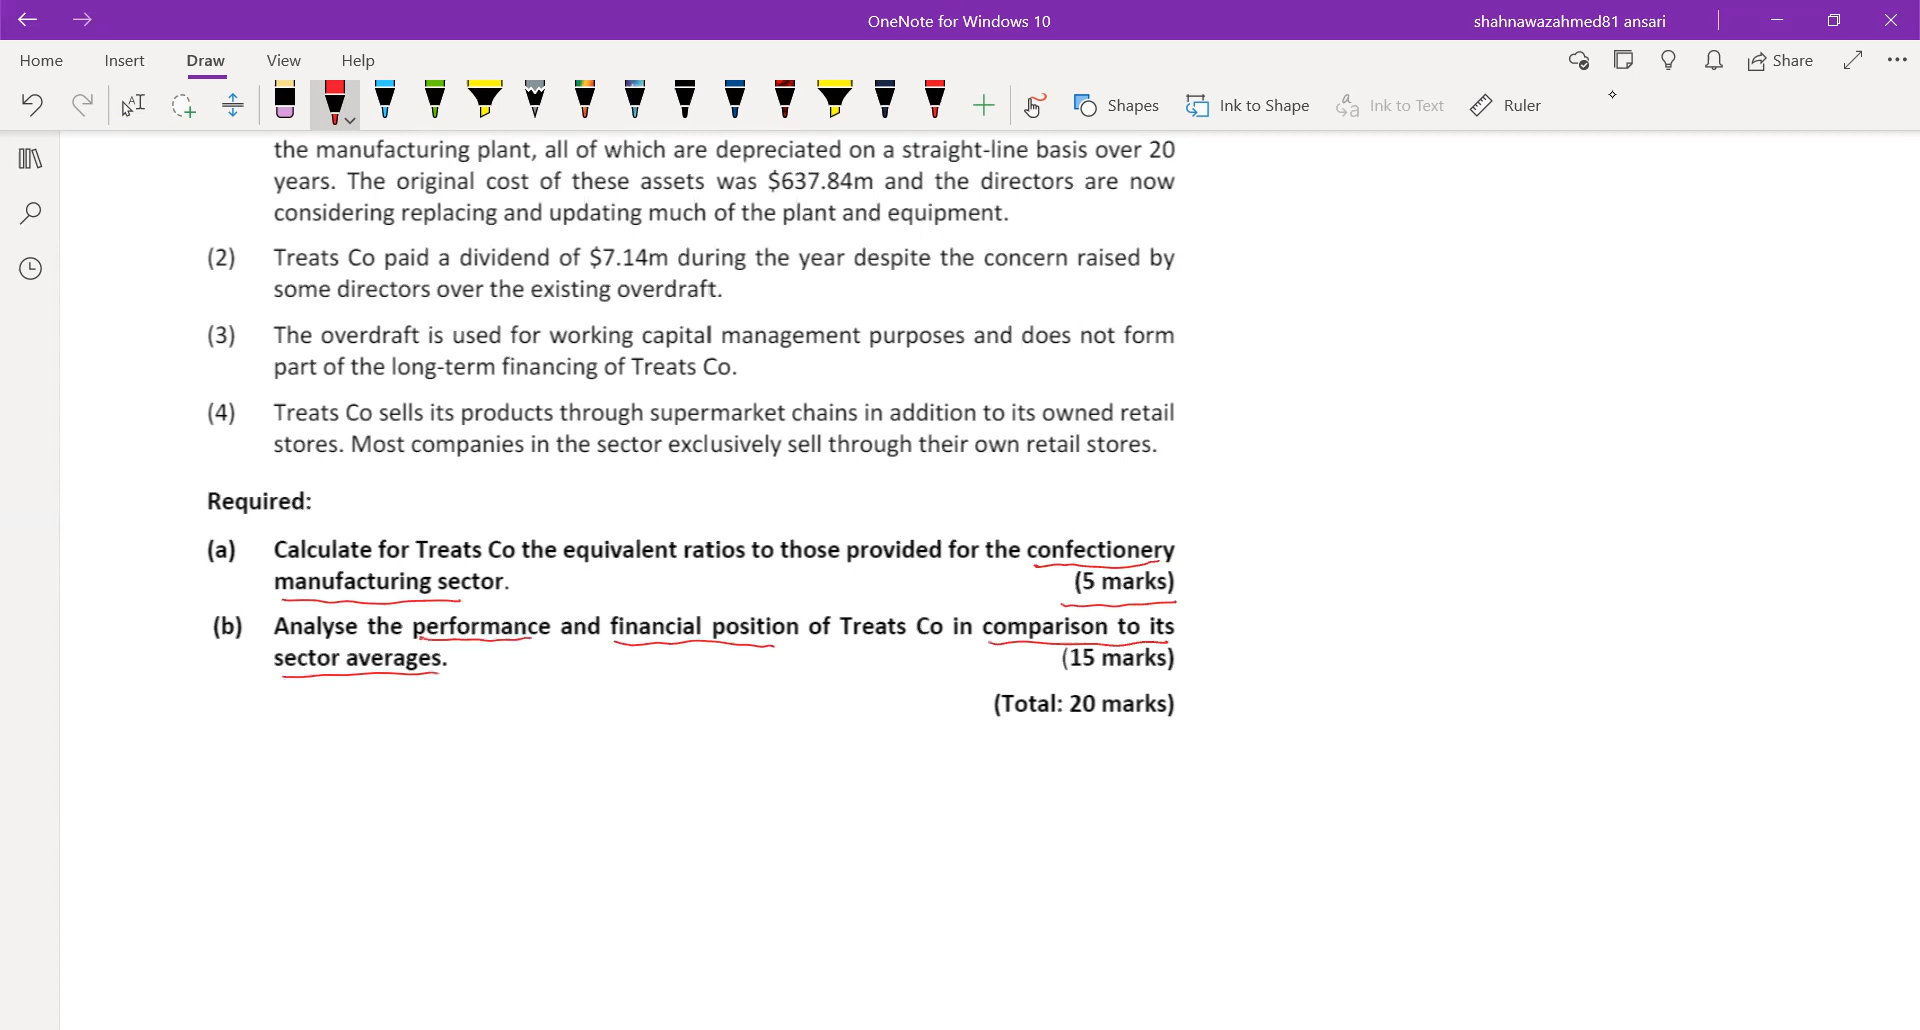 OneNote for Windows 10
shahnawazahmed81 ansari
Home Insert Draw View Help
Share
Shapes Ink to Shape Ink to Text Ruler
the manufacturing plant, all of which are depreciated on a straight-line basis over 20
years. The original cost of these assets was $637.84m and the directors are now
considering replacing and updating much of the plant and equipment.
(2) Treats Co paid a dividend of $7.14m during the year despite the concern raised by
some directors over the existing overdraft.
(3) The overdraft is used for working capital management purposes and does not form
part of the long-term financing of Treats Co.
(4) Treats Co sells its products through supermarket chains in addition to its owned retail
stores. Most companies in the sector exclusively sell through their own retail stores.
Required:
(a) Calculate for Treats Co the equivalent ratios to those provided for the confectionery
manufacturing sector. (5 marks)
(b) Analyse the performance and financial position of Treats Co in comparison to its
sector averages. (15 marks)
(Total: 20 marks)